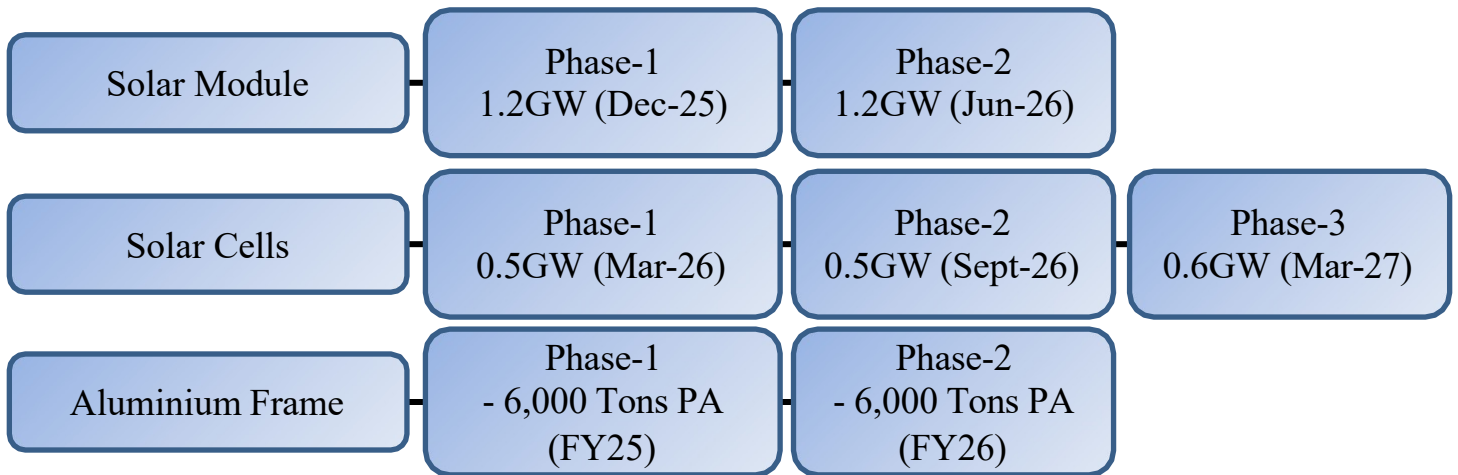 Solar Module
Phase-1
1.2GW (Dec-25)
Phase-2
1.2GW (Jun-26)
Solar Cells
Phase-1
0.5GW (Mar-26)
Phase-2
0.5GW (Sept-26)
Phase-3
0.6GW (Mar-27)
Aluminium Frame
Phase-1
- 6,000 Tons PA
(FY25)
Phase-2
- 6,000 Tons PA
(FY26)